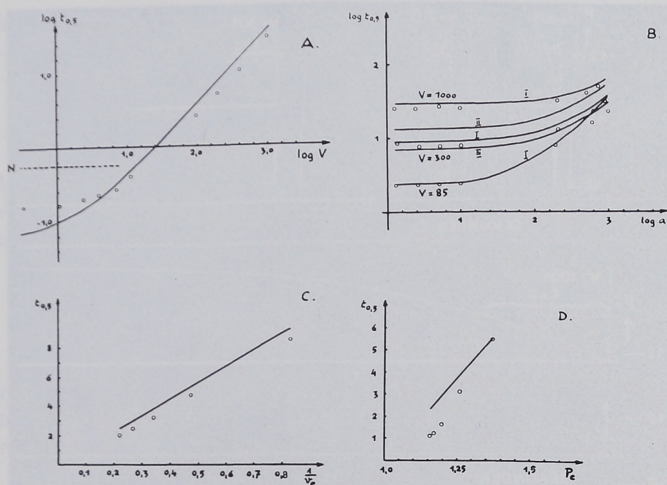 log t₀,₅
A.
1,0
N
1,0
2,0
3,0
log V
-1,0
log t₀,₅
B.
2
V = 1000
I
II
1
I
V = 300
II
V = 85
I
0
1
2
3
log a
t₀,₅
C.
8
6
4
2
0,1
0,2
0,3
0,4
0,5
0,6
0,7
0,8
t₀,₅
D.
6
5
4
3
2
1
1,0
1,25
1,5